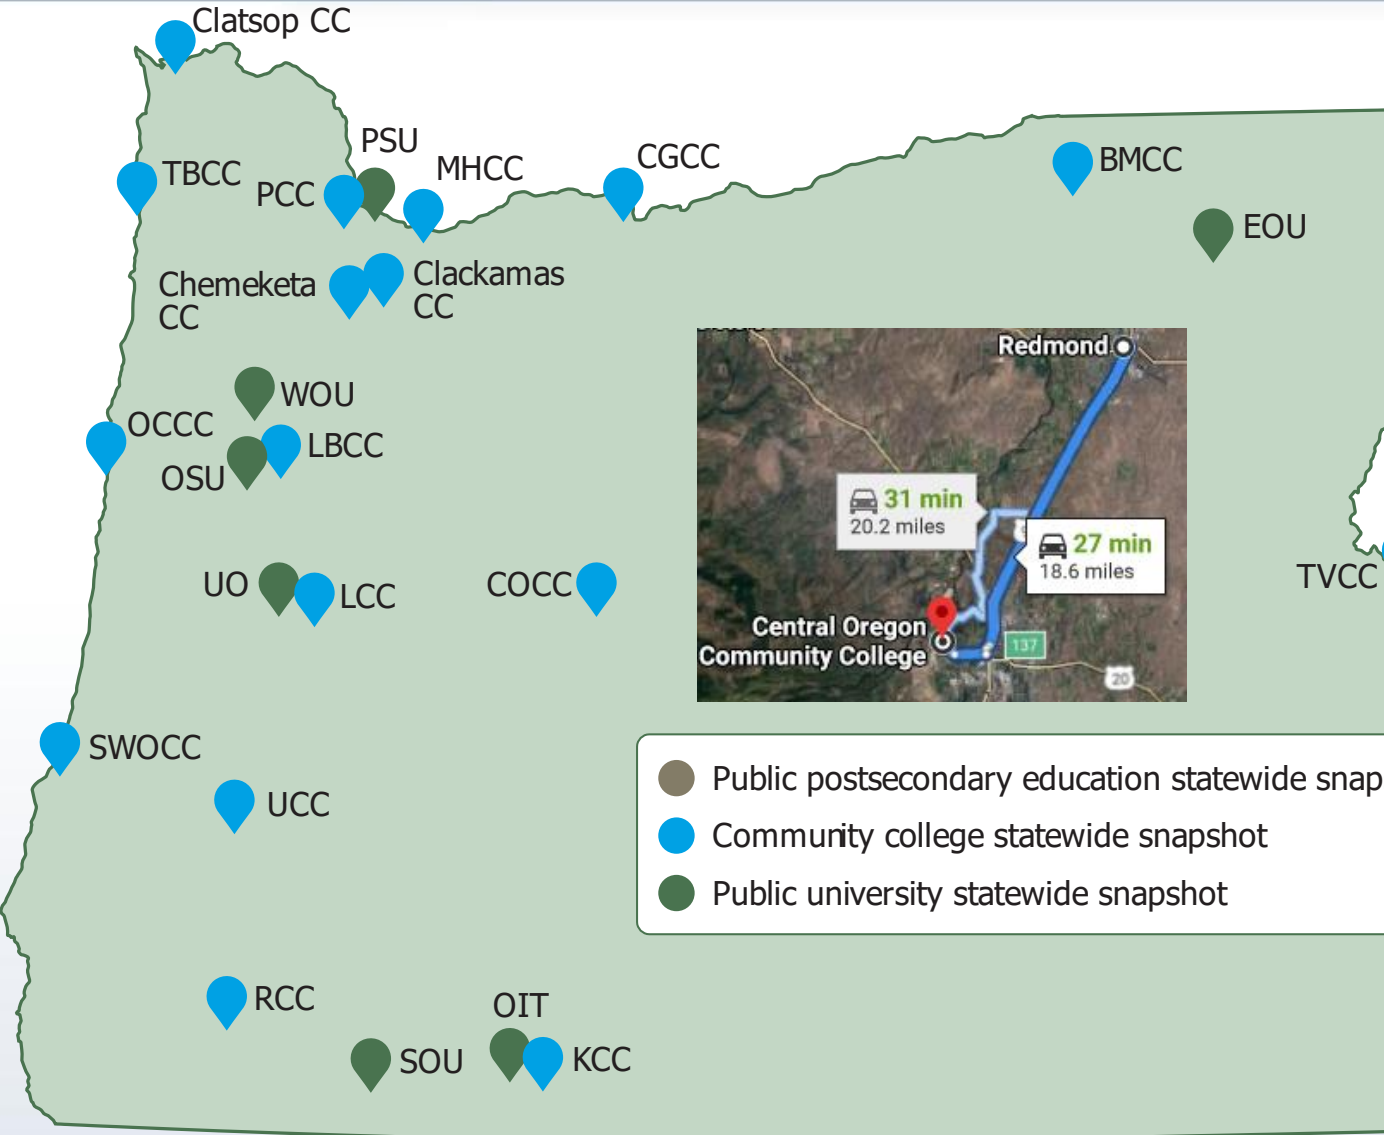 Clatsop CC
PSU
MHCC
CGCC
BMCC
TBCC
PCC
EOU
Chemeketa
CC
Clackamas
CC
Redmond
WOU
OCCC
LBCC
OSU
31 min
20.2 miles
27 min
18.6 miles
TVCC
UO
LCC
COCC
Central Oregon
Community College
137
20
SWOCC
UCC
Public postsecondary education statewide snap
Community college statewide snapshot
Public university statewide snapshot
RCC
OIT
SOU
KCC